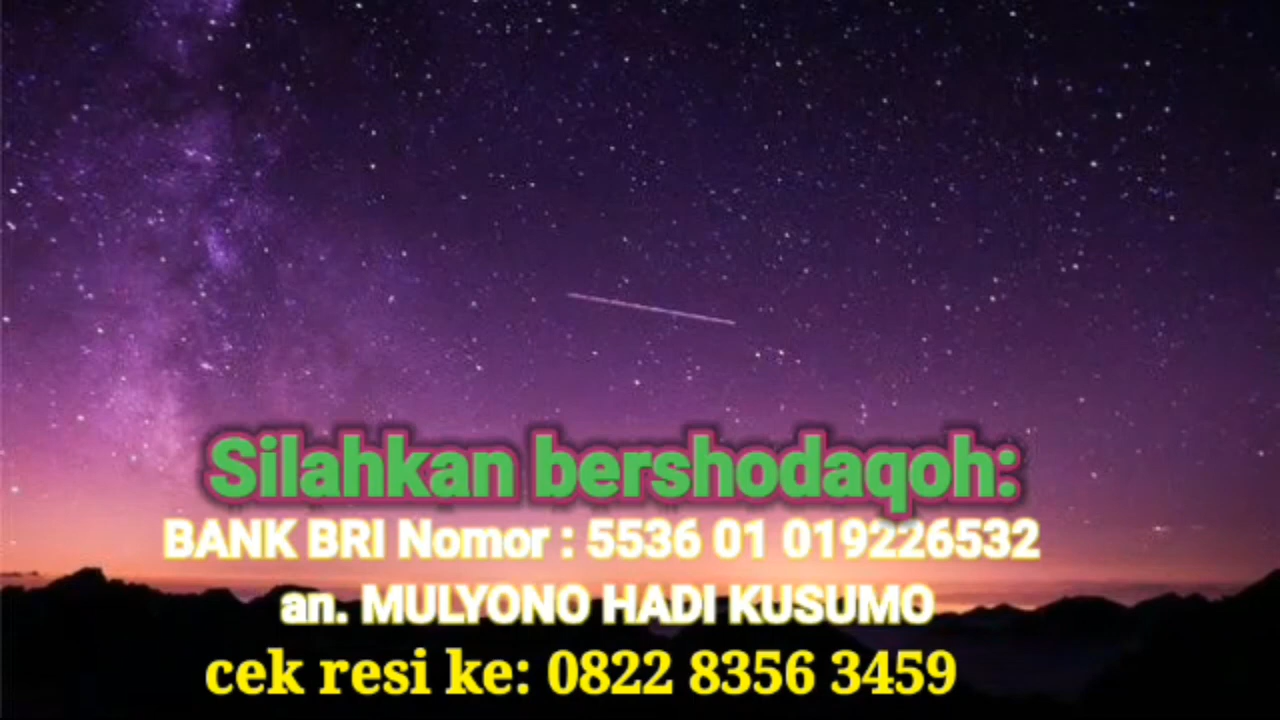 Silahkan bershodaqoh:
BANK BRI Nomor : 5536 01 019226532
an. MULYONO HADI KUSUMO
cek resi ke: 0822 8356 3459